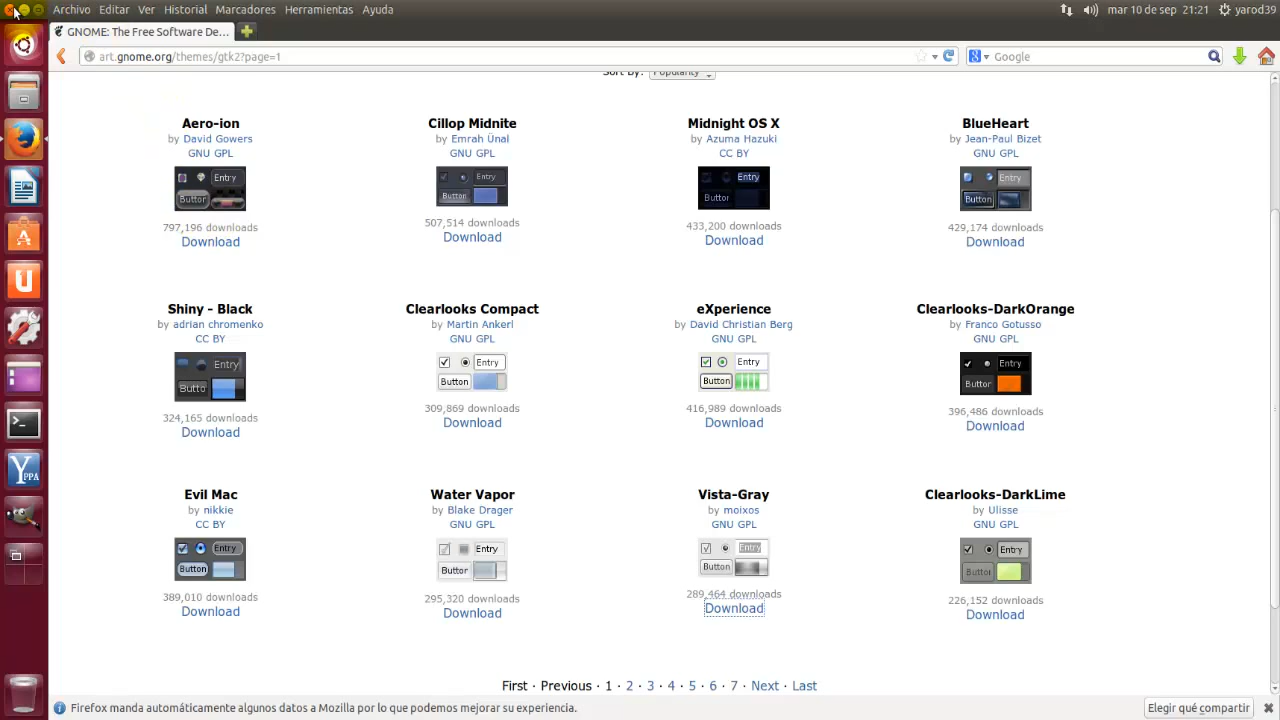 Archivo Editar Ver Historial Marcadores Herramientas Ayuda mar 10 de sep 21:21 yarod39
GNOME: The Free Software De...
art.gnome.org/themes/gtk2?page=1 Google
Sort By: Popularity
Aero-ion Cillop Midnite Midnight OS X BlueHeart
by David Gowers by Emrah Ünal by Azuma Hazuki by Jean-Paul Bizet
GNU GPL GNU GPL CC BY GNU GPL
Entry Entry Entry Entry
Button Button Button Button
797,196 downloads 507,514 downloads 433,200 downloads 429,174 downloads
Download Download Download Download
Shiny - Black Clearlooks Compact eXperience Clearlooks-DarkOrange
by adrian chromenko by Martin Ankerl by David Christian Berg by Franco Gotusso
CC BY GNU GPL GNU GPL GNU GPL
Entry Entry Entry Entry
Butto Button Button Button
324,165 downloads 309,869 downloads 416,989 downloads 396,486 downloads
Download Download Download Download
Evil Mac Water Vapor Vista-Gray Clearlooks-DarkLime
by nikkie by Blake Drager by moixos by Ulisse
CC BY GNU GPL GNU GPL GNU GPL
Entry Entry Entry Entry
Button Button Button Button
389,010 downloads 295,320 downloads 289,464 downloads 226,152 downloads
Download Download Download Download
First · Previous · 1 · 2 · 3 · 4 · 5 · 6 · 7 · Next · Last
Firefox manda automáticamente algunos datos a Mozilla por lo que podemos mejorar su experiencia. Elegir qué compartir